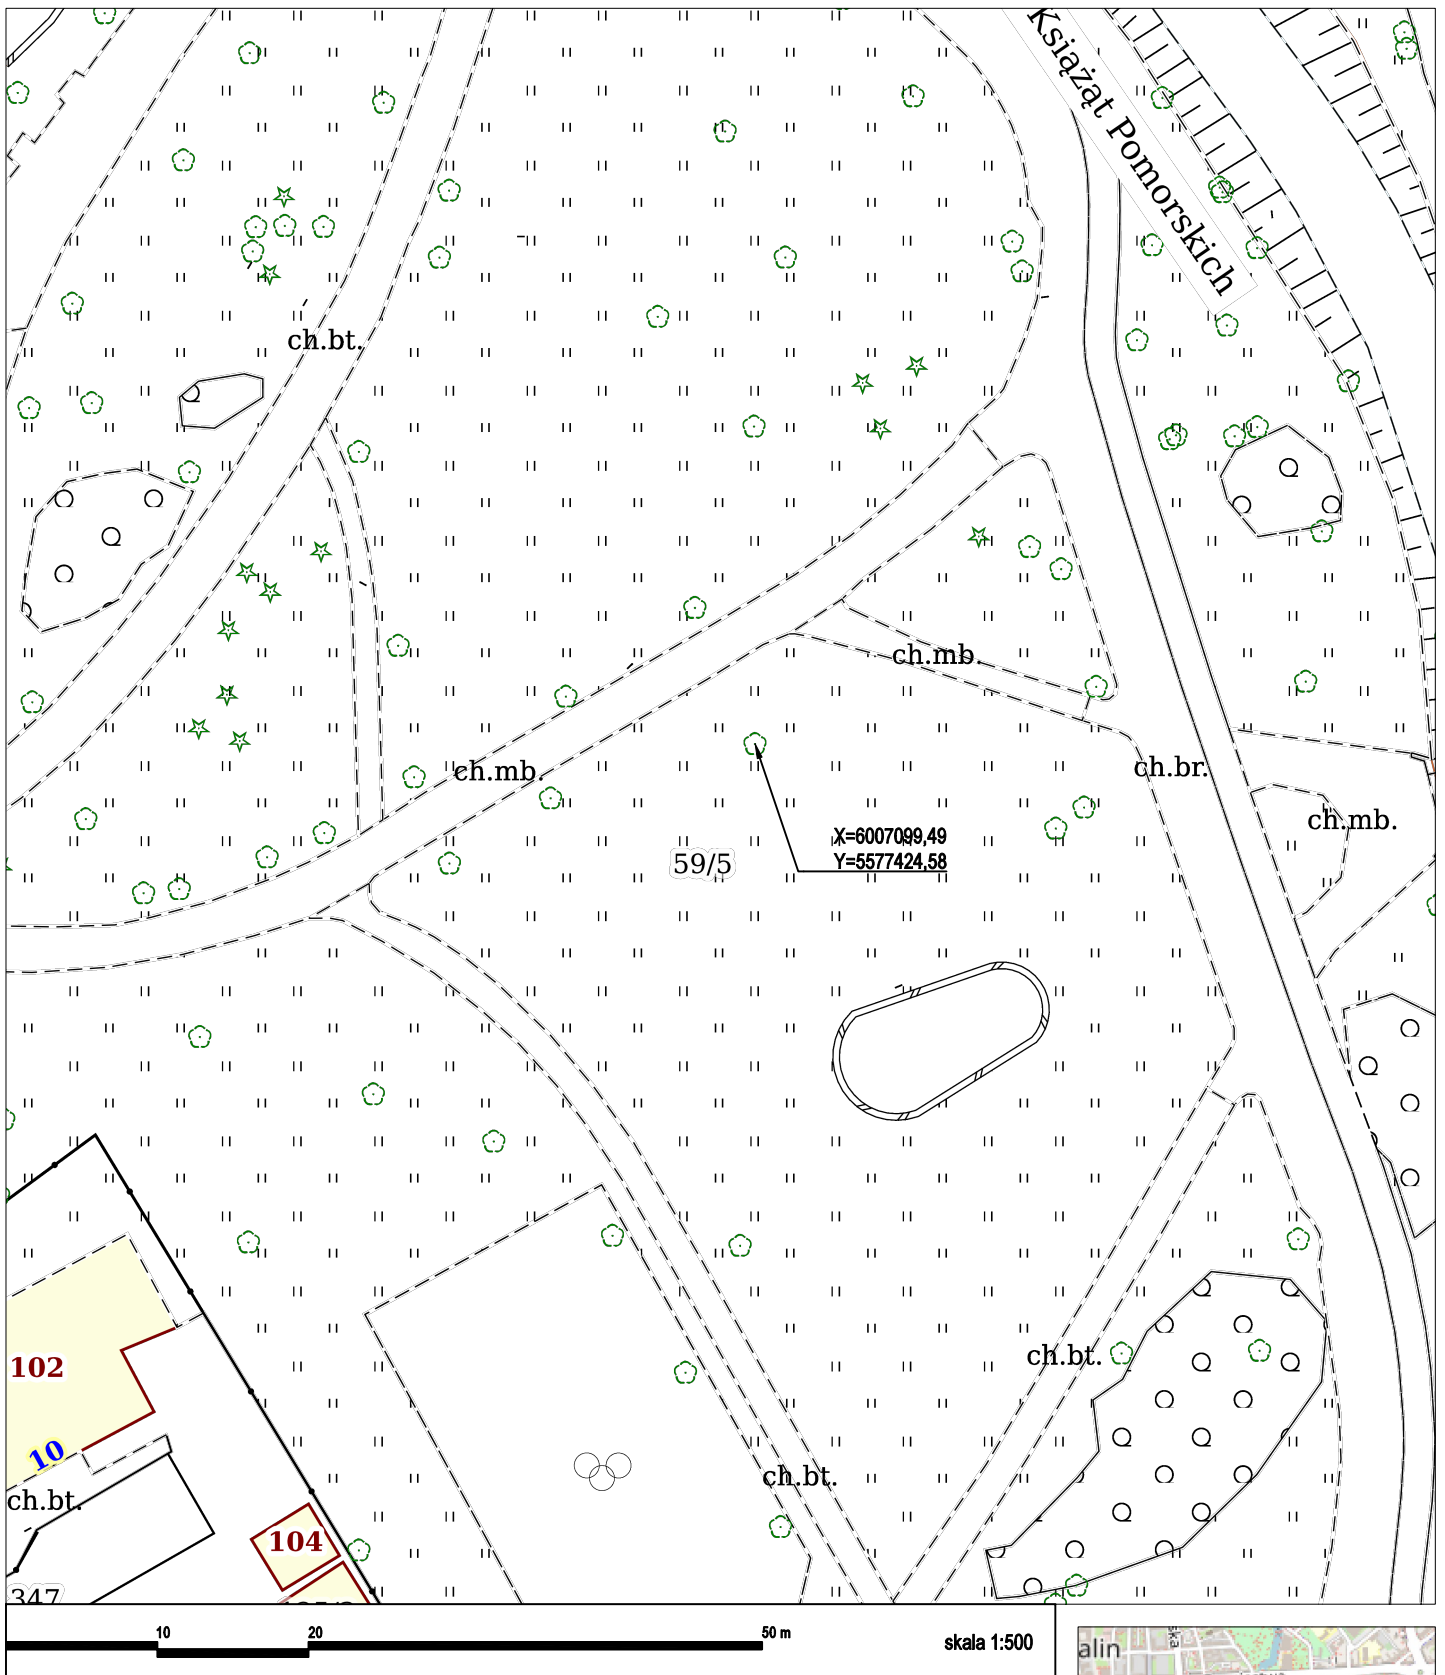 Książąt Pomorskich
ch.bt.
ch.mb.
ch.mb.
ch.br.
ch.mb.
X=6007099,49
Y=5577424,58
59/5
ch.bt.
102
10
ch.bt.
ch.bt.
104
347
10
20
50 m
skala 1:500
alin
ska